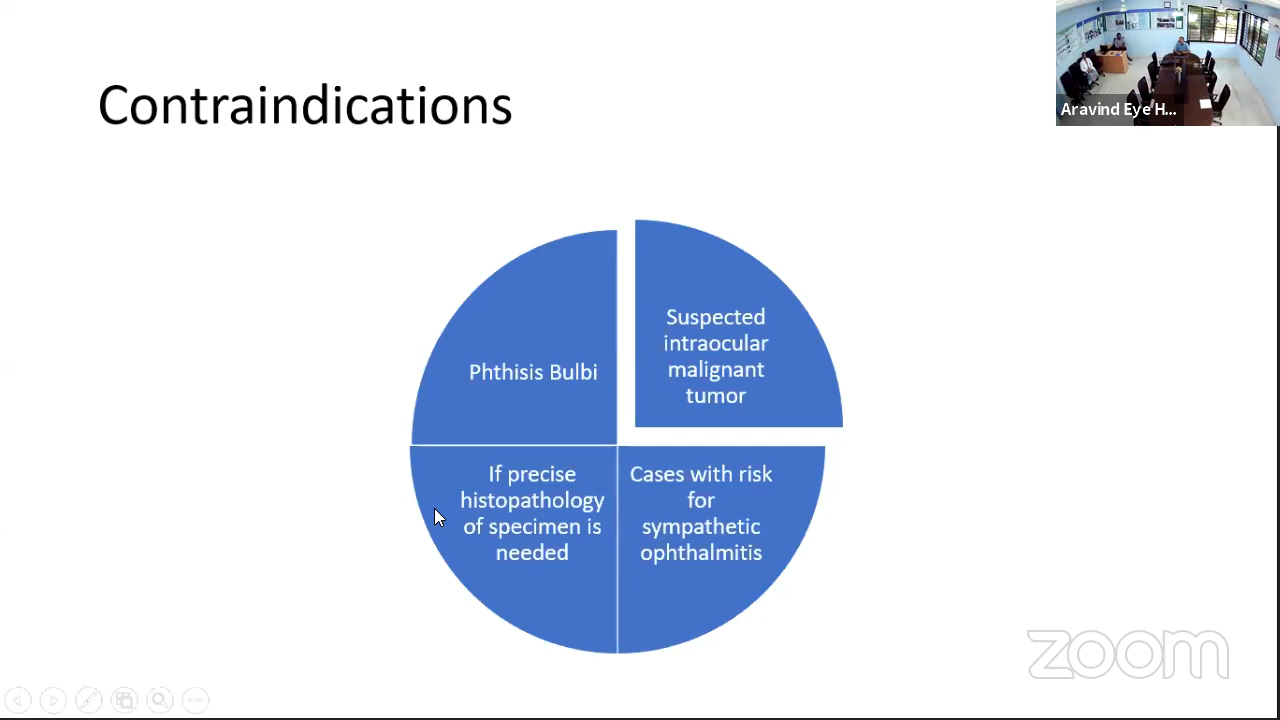 Contraindications
Aravind Eye H...
Suspected
intraocular
malignant
tumor
Phthisis Bulbi
If precise
histopathology
of specimen is
needed
Cases with risk
for
sympathetic
ophthalmitis
zoom